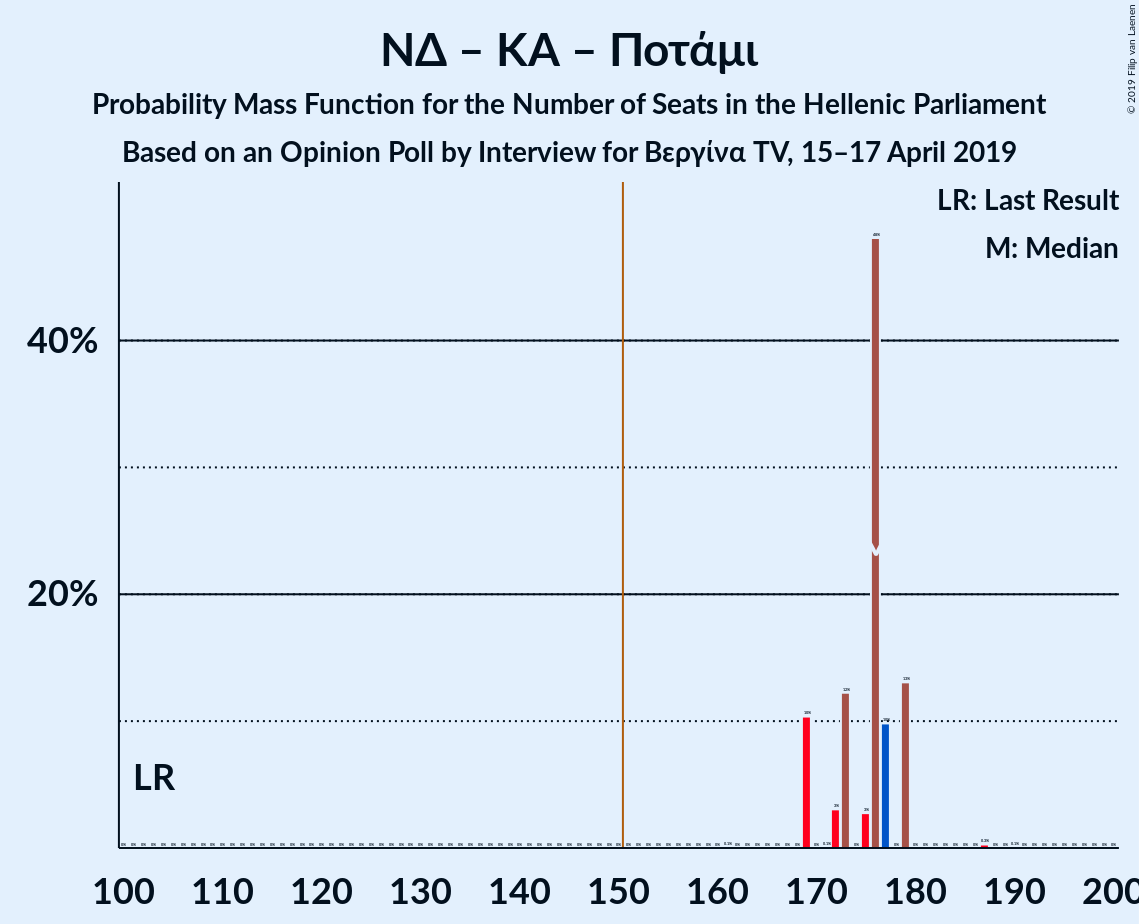 ΝΔ – ΚΑ – Ποτάμι
Probability Mass Function for the Number of Seats in the Hellenic Parliament
Based on an Opinion Poll by Interview for Βεργίνα TV, 15–17 April 2019
© 2019 Filip van Laenen
LR: Last Result
M: Median
40%
20%
LR
100 110 120 130 140 150 160 170 180 190 200